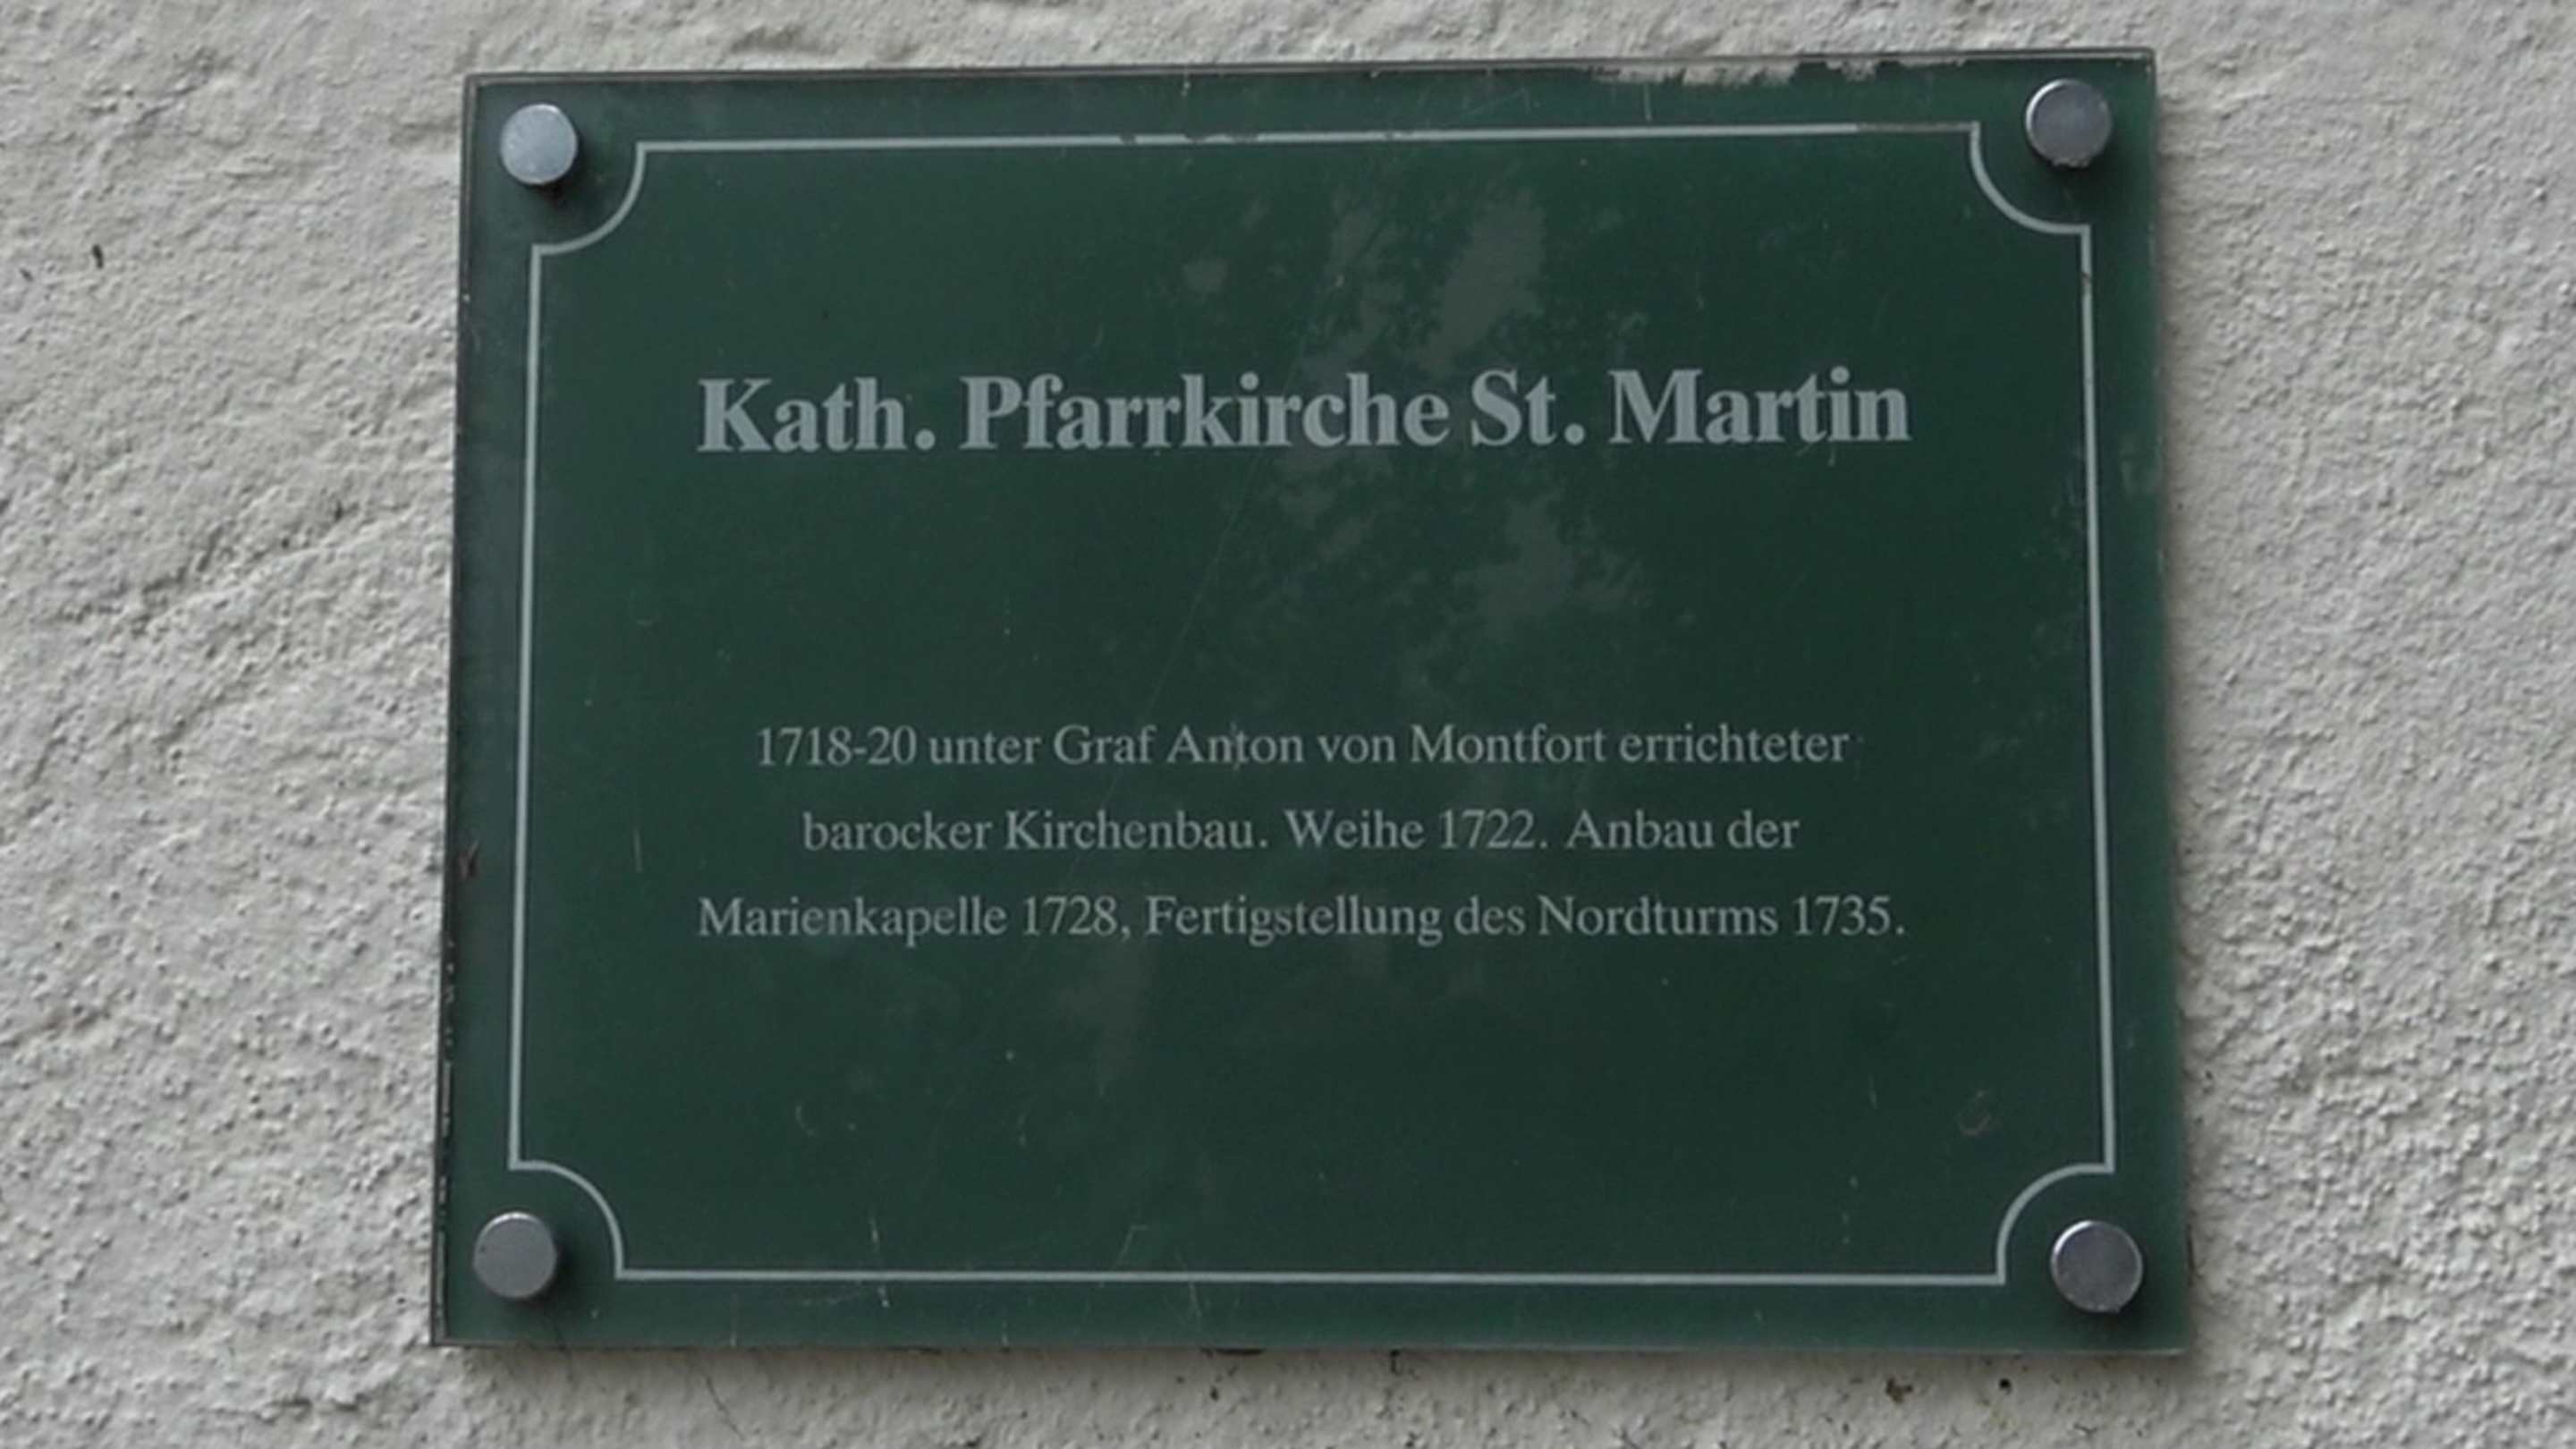 Kath. Pfarrkirche St. Martin
1718-20 unter Graf Anton von Montfort errichteter
barocker Kirchenbau. Weihe 1722. Anbau der
Marienkapelle 1728, Fertigstellung des Nordturms 1735.